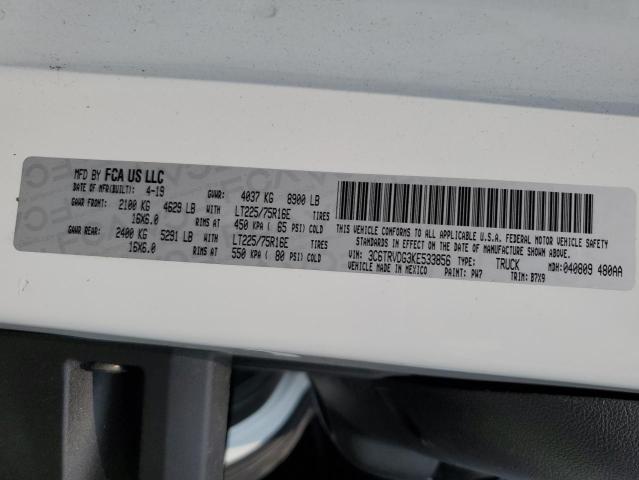 MFD BY FCA US LLC
DATE OF MFR(BUILT): 4-19 GVWR: 4037 KG 8900 LB
GAWR FRONT: 2100 KG 4629 LB WITH LT225/75R16E TIRES
16X6.0 RIMS AT 450 KPA ( 65 PSI) COLD
GAWR REAR: 2400 KG 5291 LB WITH LT225/75R16E TIRES
16X6.0 RIMS AT 550 KPA ( 80 PSI) COLD
THIS VEHICLE CONFORMS TO ALL APPLICABLE U.S.A. FEDERAL MOTOR VEHICLE SAFETY
STANDARDS IN EFFECT ON THE DATE OF MANUFACTURE SHOWN ABOVE.
VIN: 3C6TRVDG3KE533856 TYPE: TRUCK MDH:040809 480AA
VEHICLE MADE IN MEXICO PAINT: PW7 TRIM: B7X9